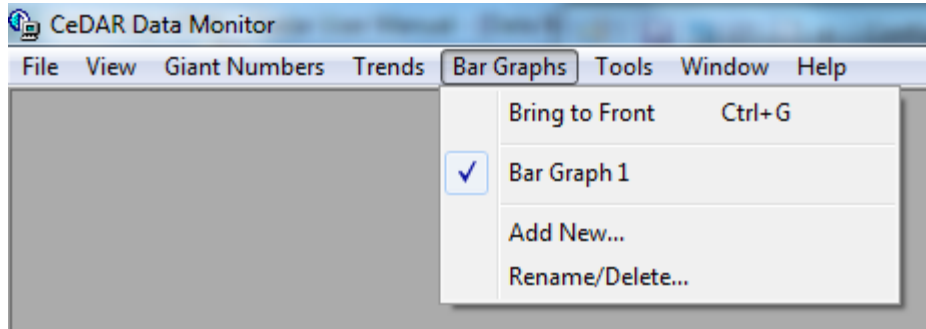 CeDAR Data Monitor
File View Giant Numbers Trends Bar Graphs Tools Window Help
Bring to Front Ctrl+G
Bar Graph 1
Add New...
Rename/Delete...